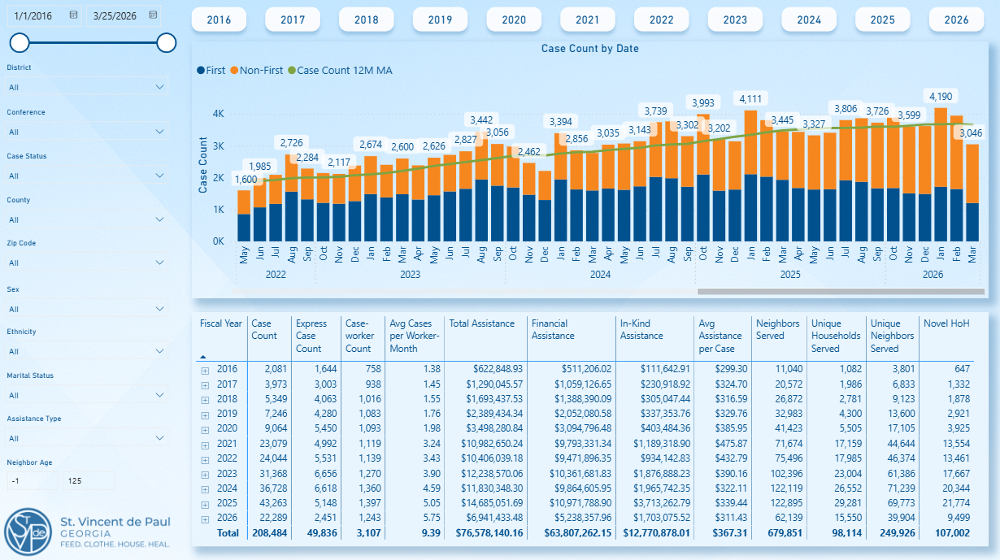 1/1/2016 3/25/2026
2016 2017 2018 2019 2020 2021 2022 2023 2024 2025 2026
District
All
Conference
All
Case Status
All
County
All
Zip Code
All
Sex
All
Ethnicity
All
Marital Status
All
Assistance Type
All
Neighbor Age
-1 125
St. Vincent de Paul
GEORGIA
FEED. CLOTHE. HOUSE. HEAL.
Case Count by Date
First Non-First Case Count 12M MA
Case Count
4K
3K
2K
1K
0K
1,600 1,985 2,726 2,284 2,117 2,674 2,600 2,626 2,827 3,442 3,056 2,462 3,394 2,856 3,035 3,143 3,739 3,302 3,993 3,202 4,111 3,445 3,327 3,806 3,726 3,599 4,190 3,046
May Jun Jul Aug Sep Oct Nov Dec Jan Feb Mar Apr May Jun Jul Aug Sep Oct Nov Dec Jan Feb Mar Apr May Jun Jul Aug Sep Oct Nov Dec Jan Feb Mar Apr May Jun Jul Aug Sep Oct Nov Dec Jan Feb Mar
2022 2023 2024 2025 2026
Fiscal Year Case Count Express Case Count Case-worker Count Avg Cases per Worker-Month Total Assistance Financial Assistance In-Kind Assistance Avg Assistance per Case Neighbors Served Unique Households Served Unique Neighbors Served Novel HoH
2016 2,081 1,644 758 1.38 $622,848.93 $511,206.02 $111,642.91 $299.30 11,040 1,082 3,801 647
2017 3,973 3,003 938 1.45 $1,290,045.57 $1,059,126.65 $230,918.92 $324.70 20,572 1,986 6,833 1,332
2018 5,349 4,063 1,016 1.55 $1,693,437.53 $1,388,390.09 $305,047.44 $316.59 26,872 2,781 9,123 1,878
2019 7,246 4,280 1,083 1.76 $2,389,434.34 $2,052,080.58 $337,353.76 $329.76 32,983 4,300 13,600 2,921
2020 9,064 5,450 1,093 1.98 $3,498,280.84 $3,094,796.48 $403,484.36 $385.95 41,423 5,505 17,105 3,925
2021 23,079 4,992 1,119 3.24 $10,982,650.24 $9,793,331.34 $1,189,318.90 $475.87 71,674 17,159 44,644 13,554
2022 24,044 5,531 1,139 3.43 $10,406,039.18 $9,471,896.35 $934,142.83 $432.79 75,496 17,985 46,374 13,461
2023 31,368 6,656 1,270 3.90 $12,238,570.06 $10,361,681.83 $1,876,888.23 $390.16 102,396 23,004 61,386 17,667
2024 36,728 6,618 1,360 4.59 $11,830,348.30 $9,864,605.95 $1,965,742.35 $322.11 122,119 26,552 71,239 20,344
2025 43,263 5,148 1,397 5.05 $14,685,051.69 $10,971,788.90 $3,713,262.79 $339.44 122,895 29,281 69,773 21,774
2026 22,289 2,451 1,243 5.75 $6,941,433.48 $5,238,357.96 $1,703,075.52 $311.43 62,139 15,550 39,904 9,499
Total 208,484 49,836 3,107 9.39 $76,578,140.16 $63,807,262.15 $12,770,878.01 $367.31 679,851 98,114 249,926 107,002